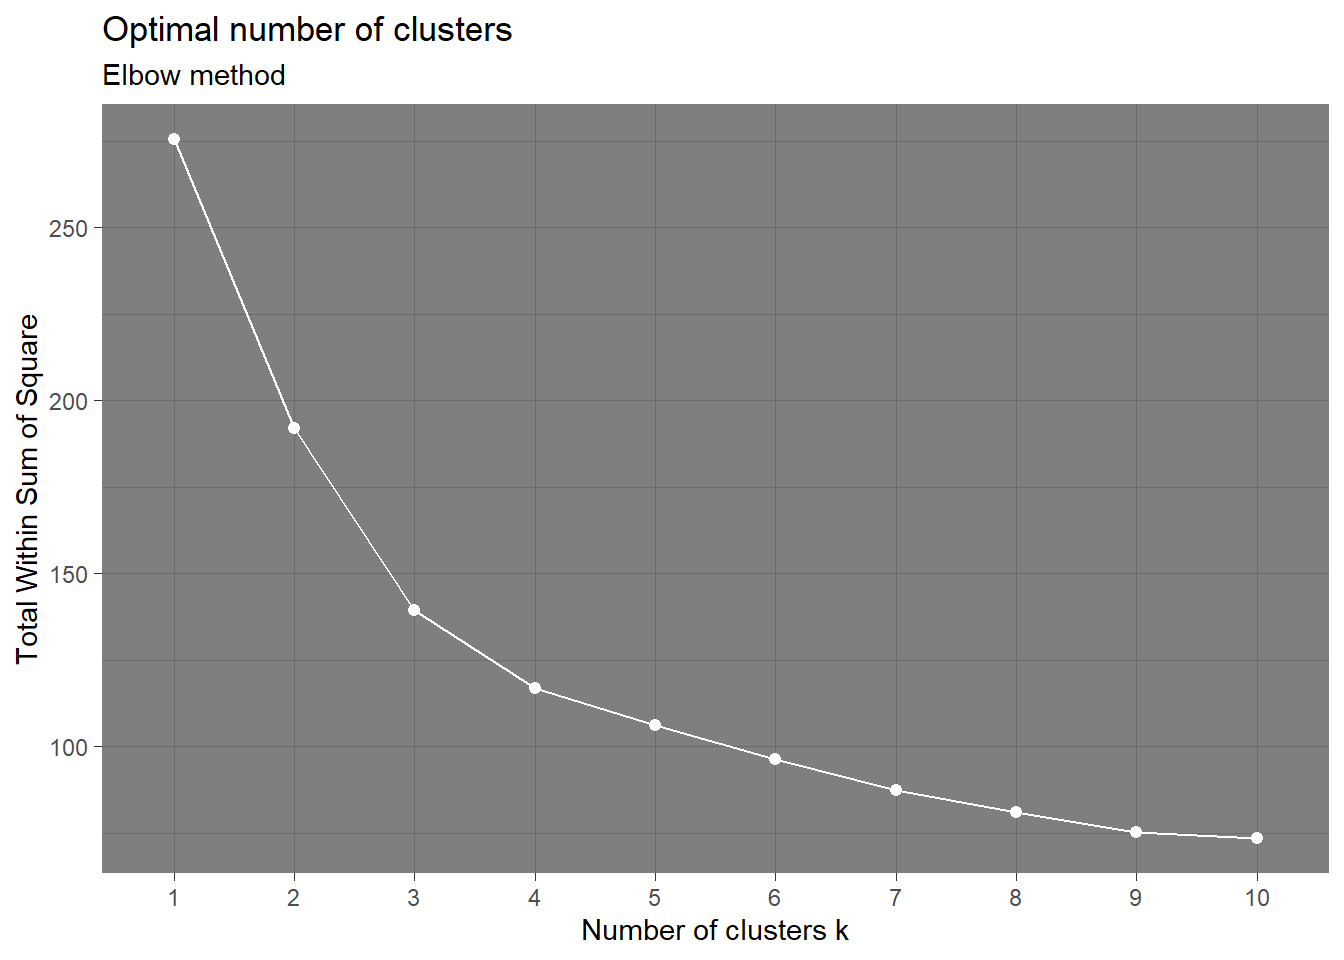 Optimal number of clusters
Elbow method
Total Within Sum of Square
250
200
150
100
1 2 3 4 5 6 7 8 9 10
Number of clusters k